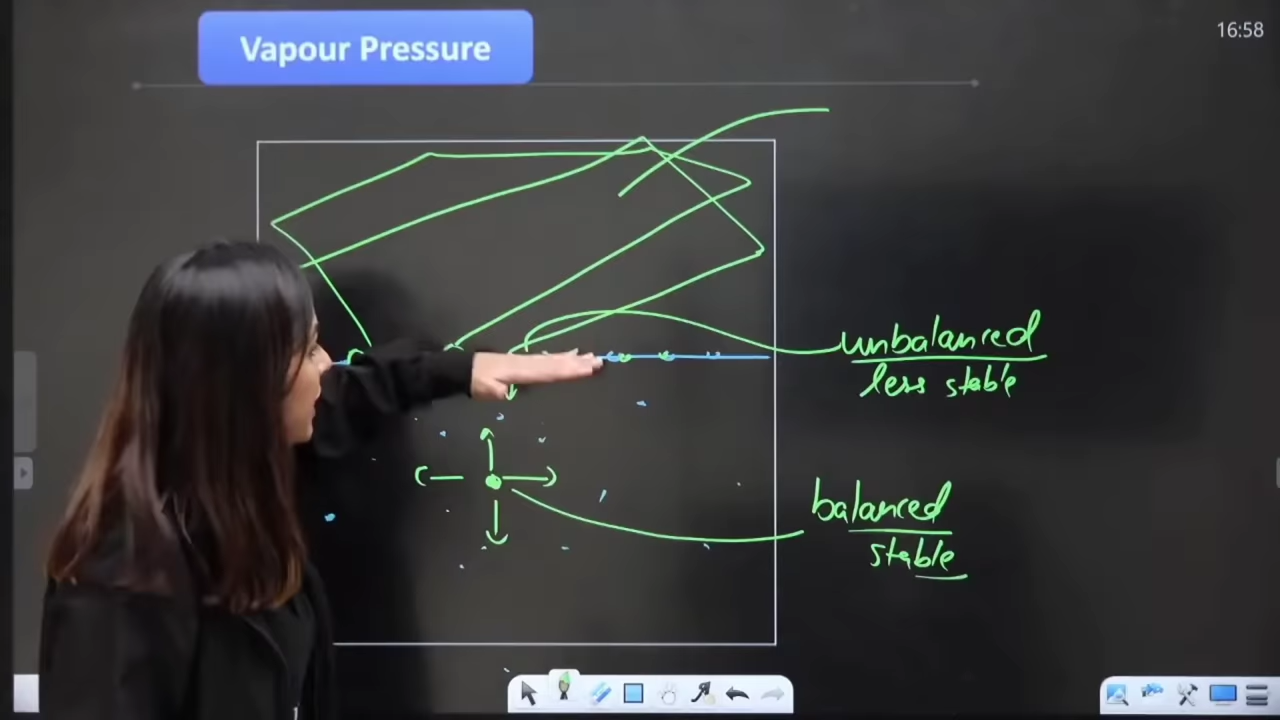 Vapour Pressure
16:58
unbalanced
less stable
balanced
stable